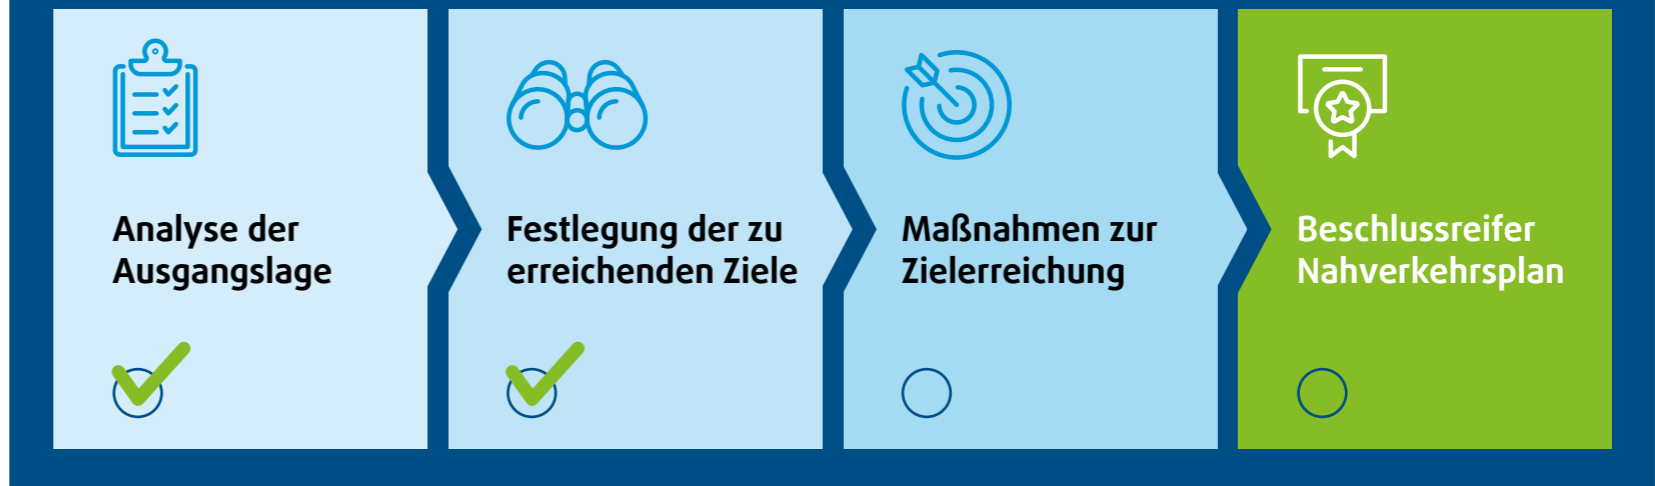 Analyse der
Ausgangslage
Festlegung der zu
erreichenden Ziele
Maßnahmen zur
Zielerreichung
Beschlussreifer
Nahverkehrsplan